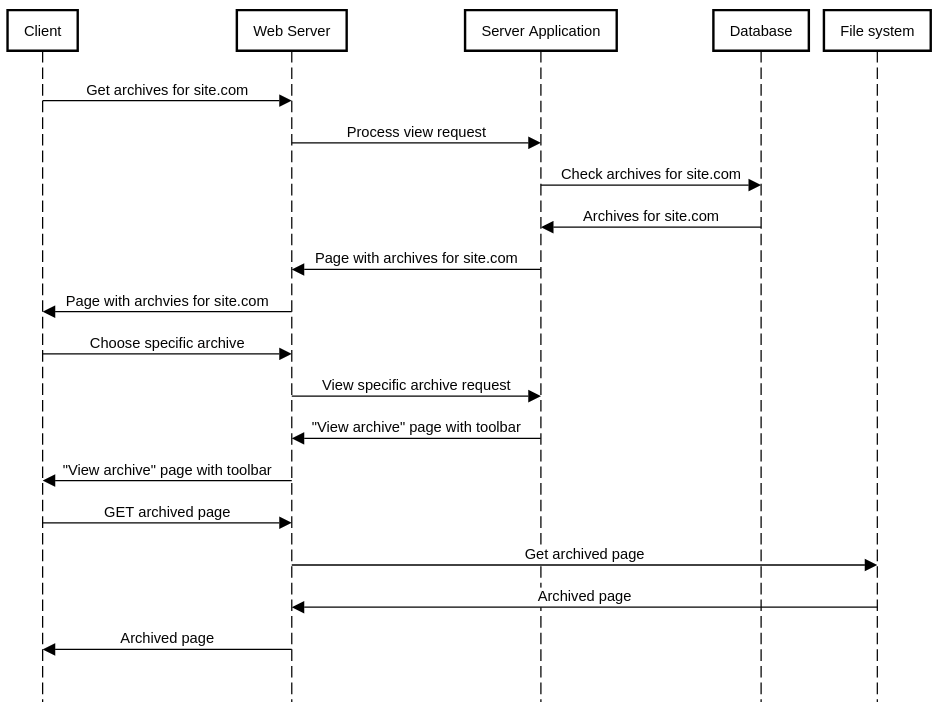 Client
Web Server
Server Application
Database
File system
Get archives for site.com
Process view request
Check archives for site.com
Archives for site.com
Page with archives for site.com
Page with archvies for site.com
Choose specific archive
View specific archive request
"View archive" page with toolbar
"View archive" page with toolbar
GET archived page
Get archived page
Archived page
Archived page